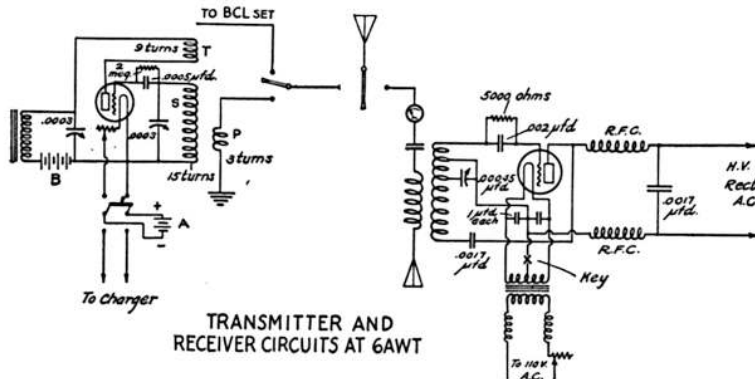 TO BCL SET
9 turns
T
2
meg.
.0005 µfd.
S
.0003
.0003
P
3 turns
15 turns
B
+
A
-
To Charger
TRANSMITTER AND
RECEIVER CIRCUITS AT 6AWT
5000 ohms
.002 µfd
R.F.C.
H.V.
Rect.
A.C.
.00045
µfd
1 µfd
each
.0017
µfd.
.0017
µfd
R.F.C.
x
Key
To 110 V.
A.C.